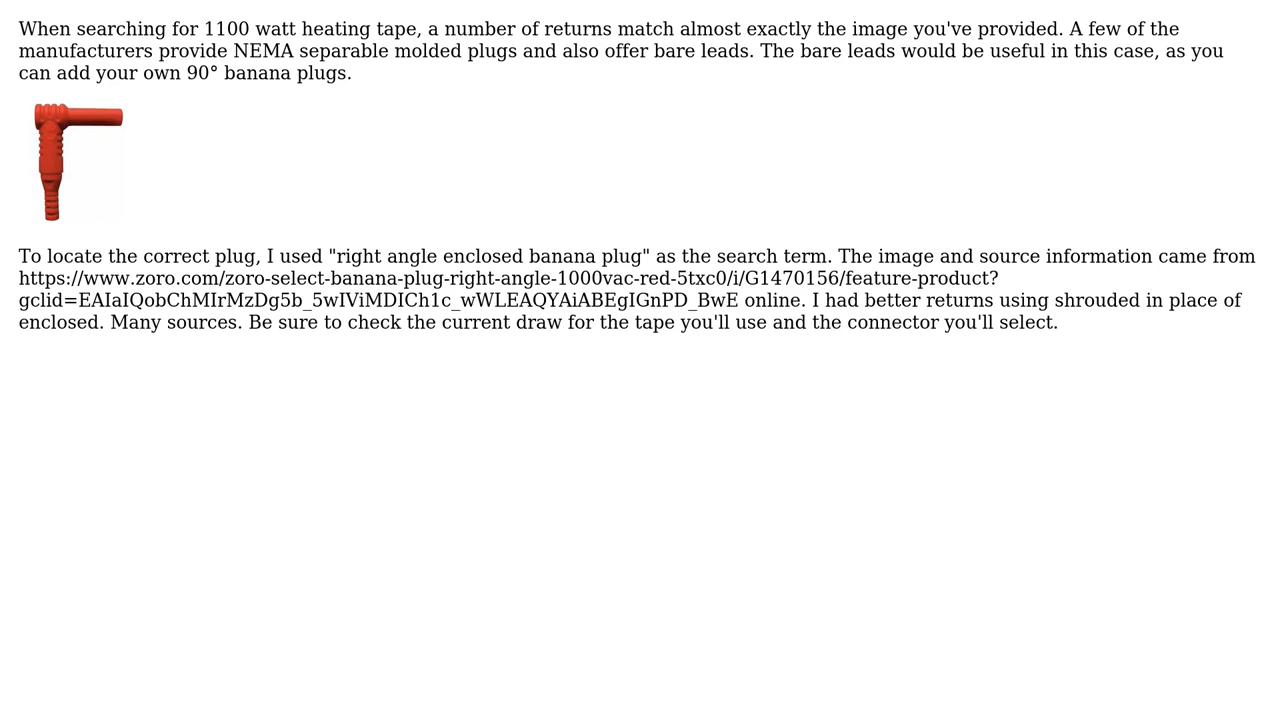 When searching for 1100 watt heating tape, a number of returns match almost exactly the image you've provided. A few of the
manufacturers provide NEMA separable molded plugs and also offer bare leads. The bare leads would be useful in this case, as you
can add your own 90° banana plugs.
To locate the correct plug, I used "right angle enclosed banana plug" as the search term. The image and source information came from
https://www.zoro.com/zoro-select-banana-plug-right-angle-1000vac-red-5txc0/i/G1470156/feature-product?
gclid=EAIaIQobChMIrMzDg5b_5wIViMDICh1c_wWLEAQYAiABEgIGnPD_BwE online. I had better returns using shrouded in place of
enclosed. Many sources. Be sure to check the current draw for the tape you'll use and the connector you'll select.